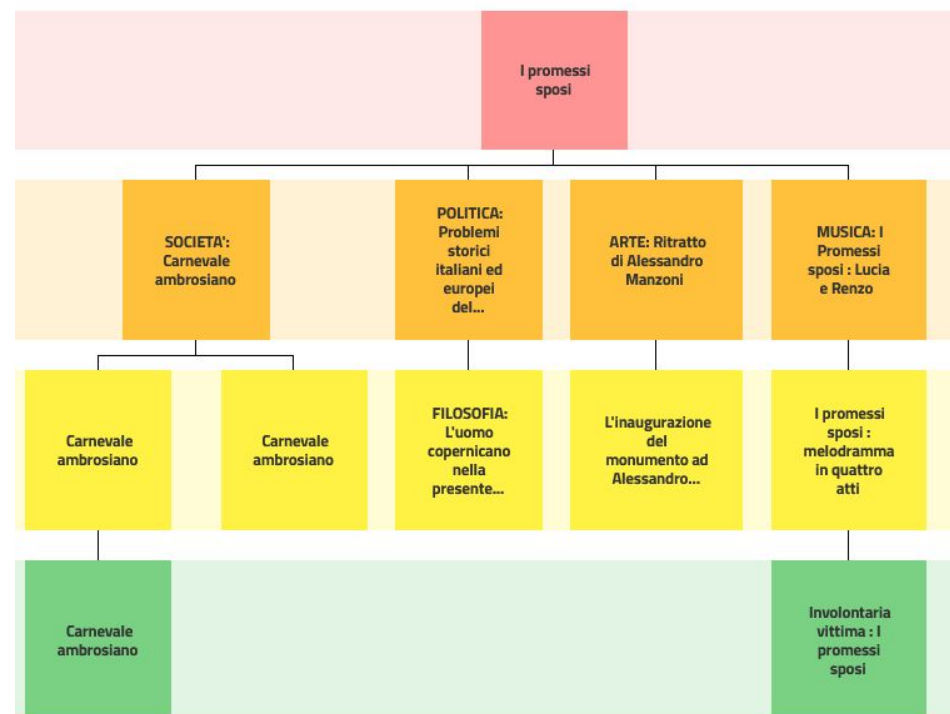 I promessi
sposi
SOCIETA':
Carnevale
ambrosiano
POLITICA:
Problemi
storici
italiani ed
europei
del...
ARTE: Ritratto
di Alessandro
Manzoni
MUSICA: I
Promessi
sposi : Lucia
e Renzo
Carnevale
ambrosiano
Carnevale
ambrosiano
FILOSOFIA:
L'uomo
copernicano
nella
presente...
L'inaugurazione
del
monumento ad
Alessandro...
I promessi
sposi :
melodramma
in quattro
atti
Carnevale
ambrosiano
Involontaria
vittima : I
promessi
sposi